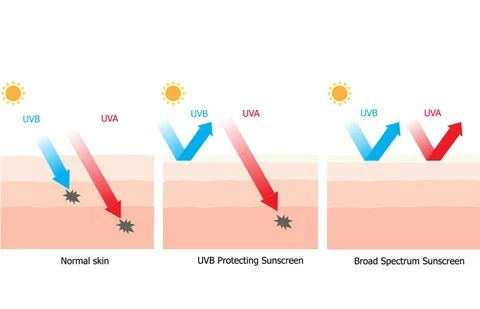 UVB
UVA
UVB
UVA
UVB
UVA
Normal skin
UVB Protecting Sunscreen
Broad Spectrum Sunscreen